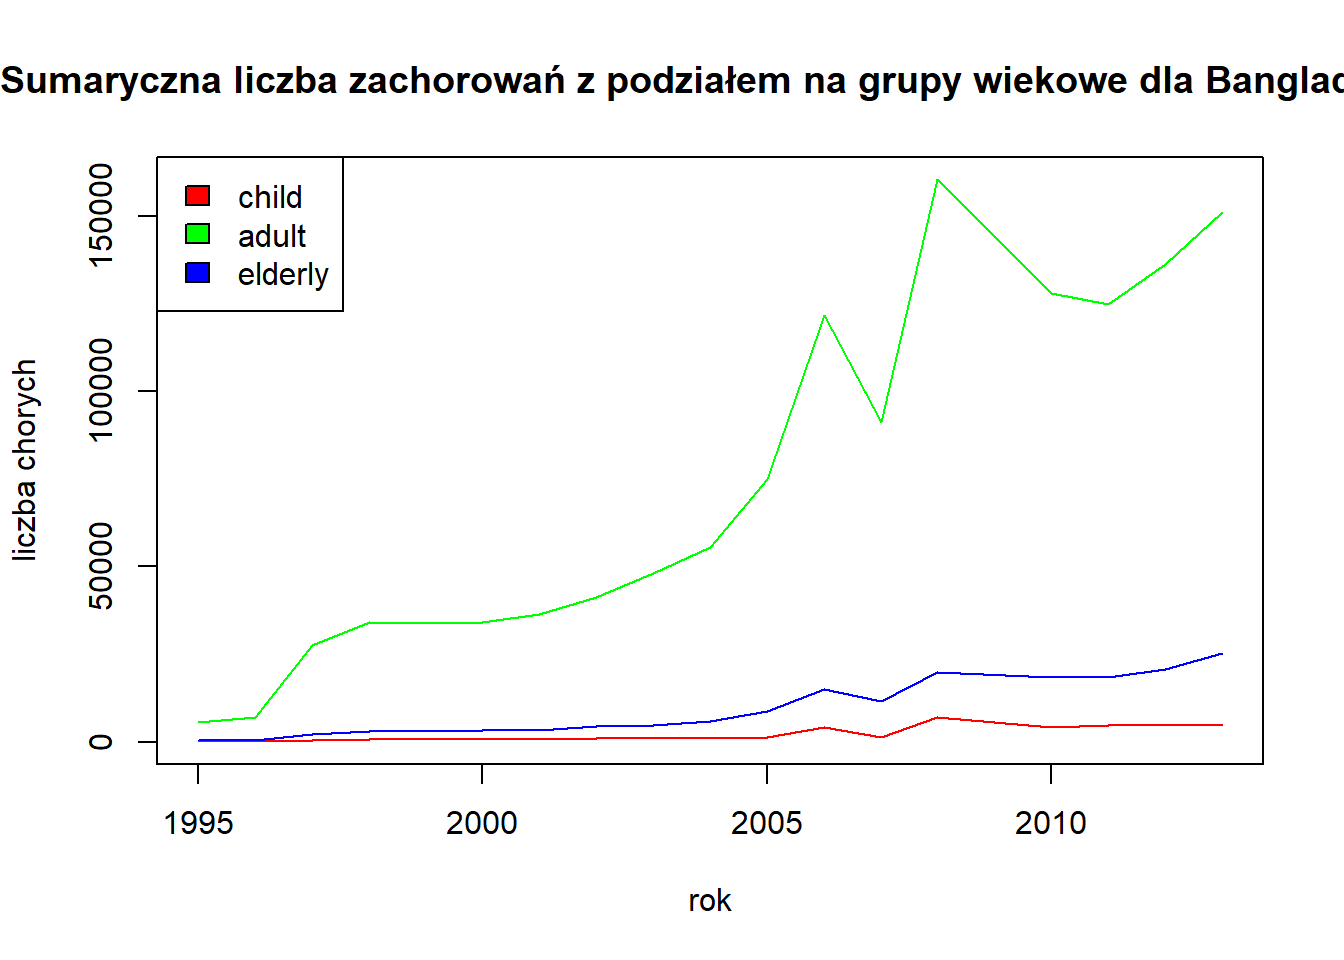 Sumaryczna liczba zachorowań z podziałem na grupy wiekowe dla Banglad
child
adult
elderly
liczba chorych
150000
100000
50000
0
1995 2000 2005 2010
rok